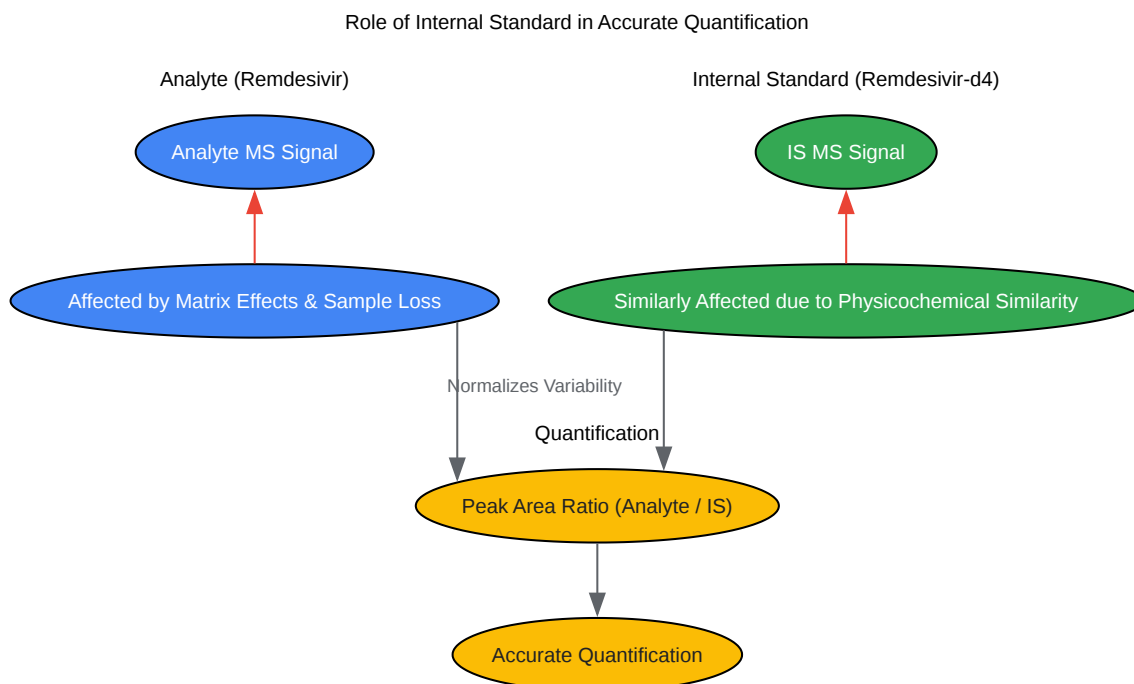 Role of Internal Standard in Accurate Quantification
Analyte (Remdesivir)
Internal Standard (Remdesivir-d4)
Analyte MS Signal
IS MS Signal
Affected by Matrix Effects & Sample Loss
Similarly Affected due to Physicochemical Similarity
Normalizes Variability
Quantification
Peak Area Ratio (Analyte / IS)
Accurate Quantification